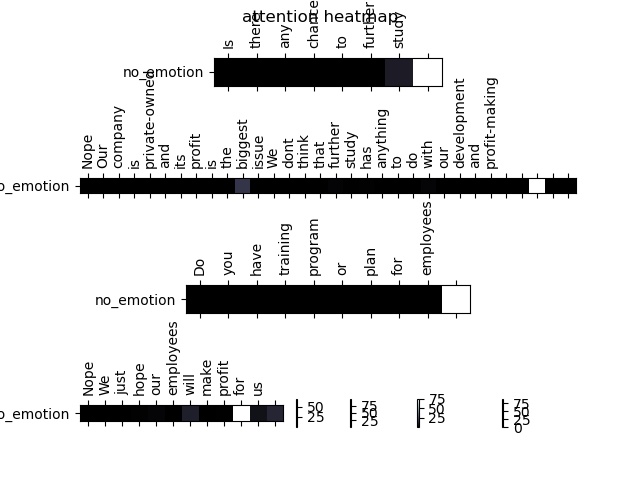 attention heatmap
Is there any chance to further study
no_emotion
Nope Our company is private-owned and its profit is the biggest issue We dont think that further study has anything to do with our development and profit-making
o_emotion
Do you have training program or plan for employees
no_emotion
Nope We just hope our employees will make profit for us
o_emotion
50
25
75
50
25
75
50
25
75
50
25
0